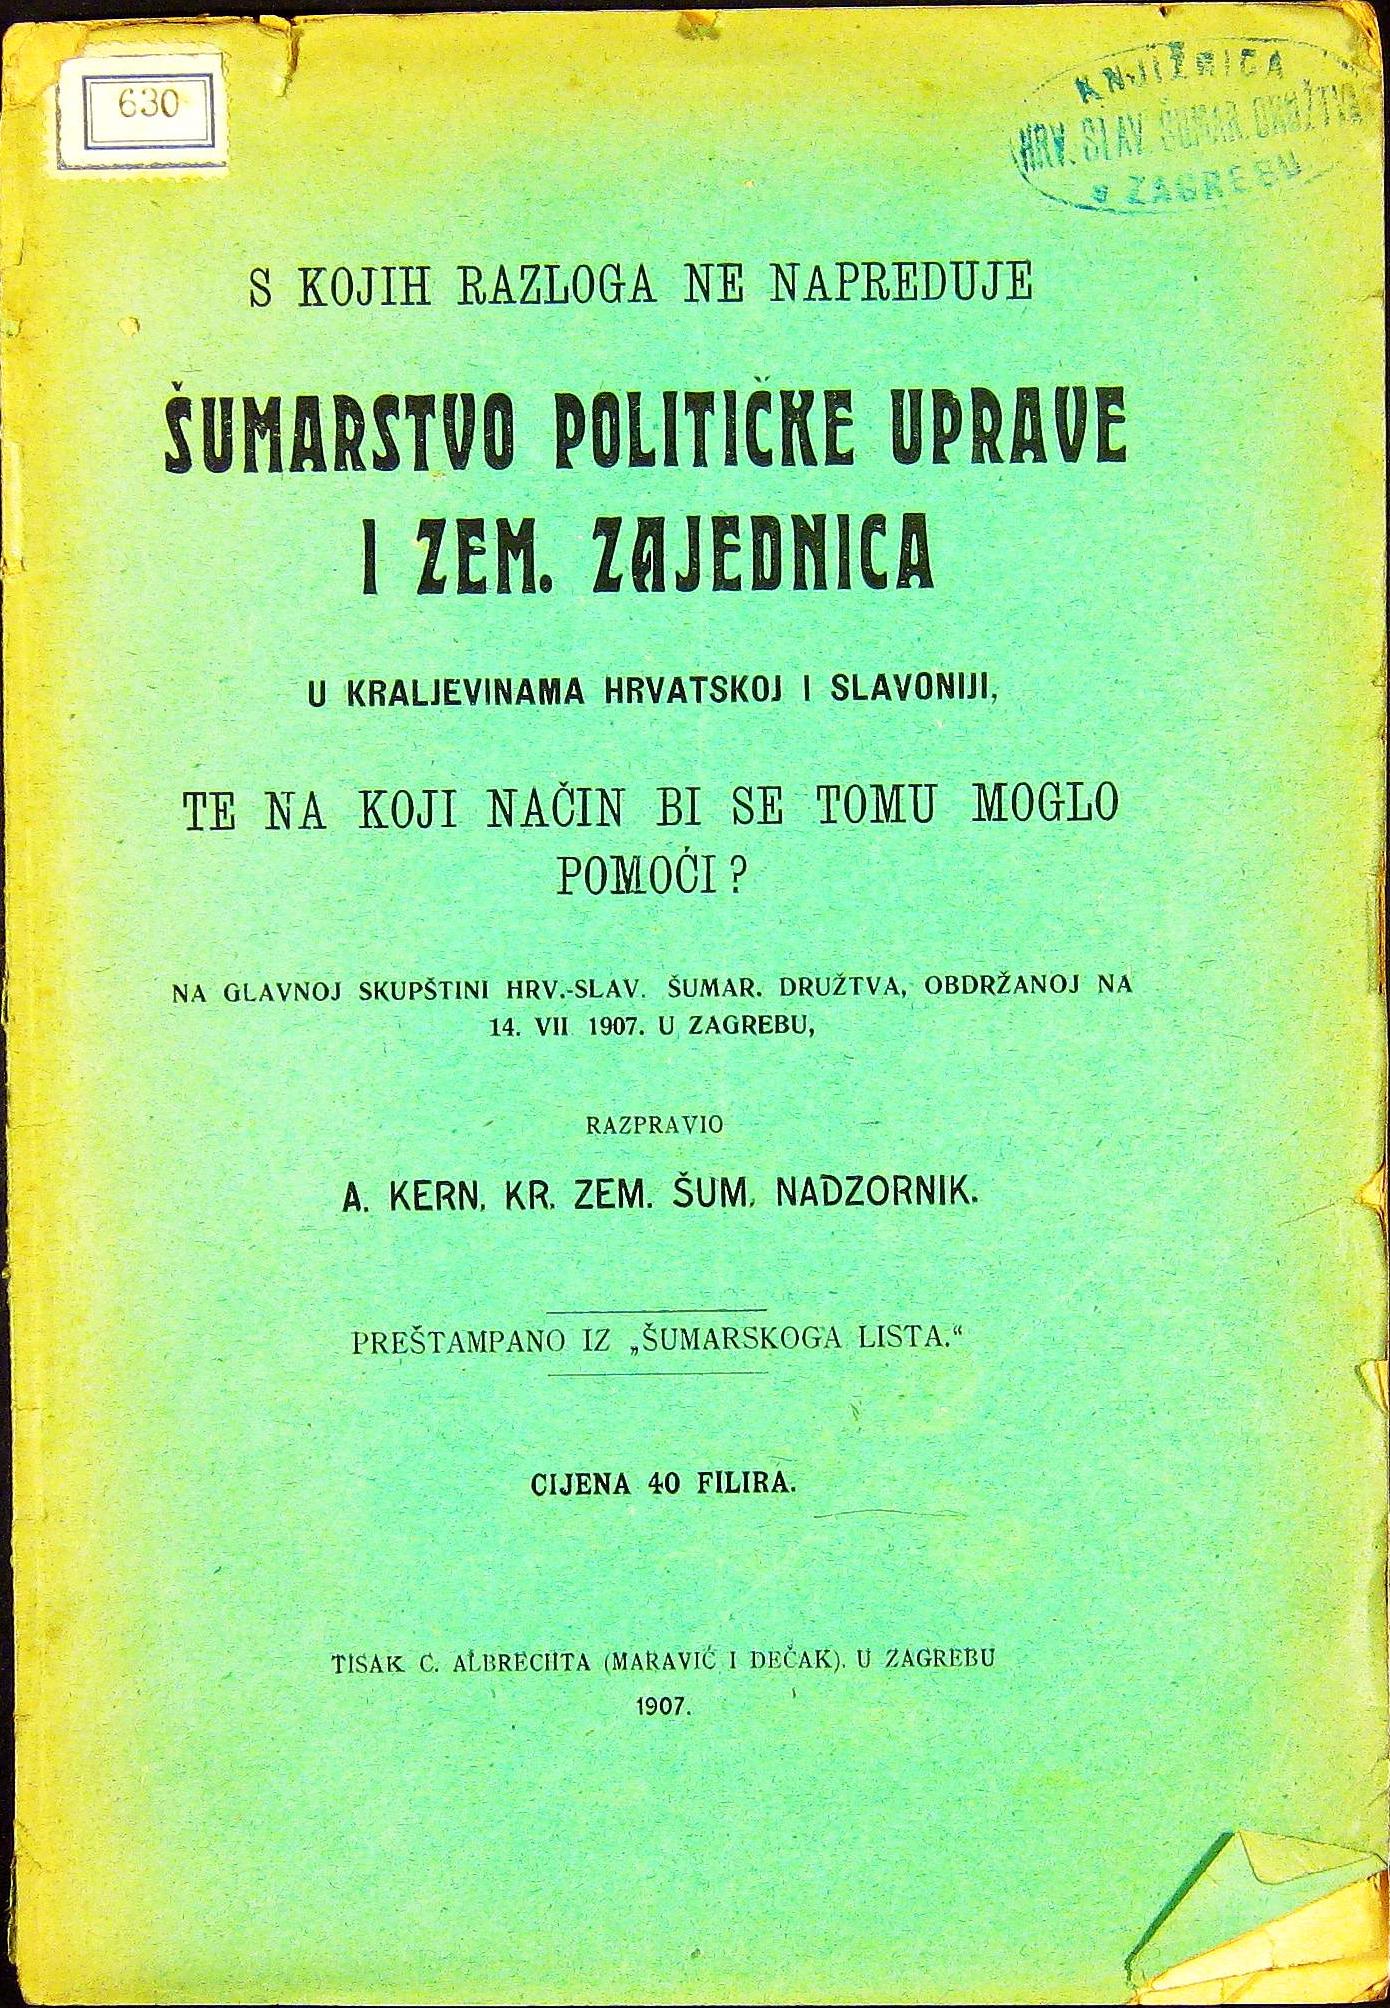 630
KNJIŽNICA
HRV. SLAV. ŠUMAR. DRUŽTVA
U ZAGREBU
S KOJIH RAZLOGA NE NAPREDUJE
ŠUMARSTVO POLITIČKE UPRAVE
I ZEM. ZAJEDNICA
U KRALJEVINAMA HRVATSKOJ I SLAVONIJI,
TE NA KOJI NAČIN BI SE TOMU MOGLO
POMOĆI?
NA GLAVNOJ SKUPŠTINI HRV.-SLAV. ŠUMAR. DRUŽTVA, OBDRŽANOJ NA
14. VII 1907. U ZAGREBU,
RAZPRAVIO
A. KERN, KR. ZEM. ŠUM. NADZORNIK.
PREŠTAMPANO IZ „ŠUMARSKOGA LISTA.“
CIJENA 40 FILIRA.
TISAK C. ALBRECHTA (MARAVIĆ I DEČAK). U ZAGREBU
1907.